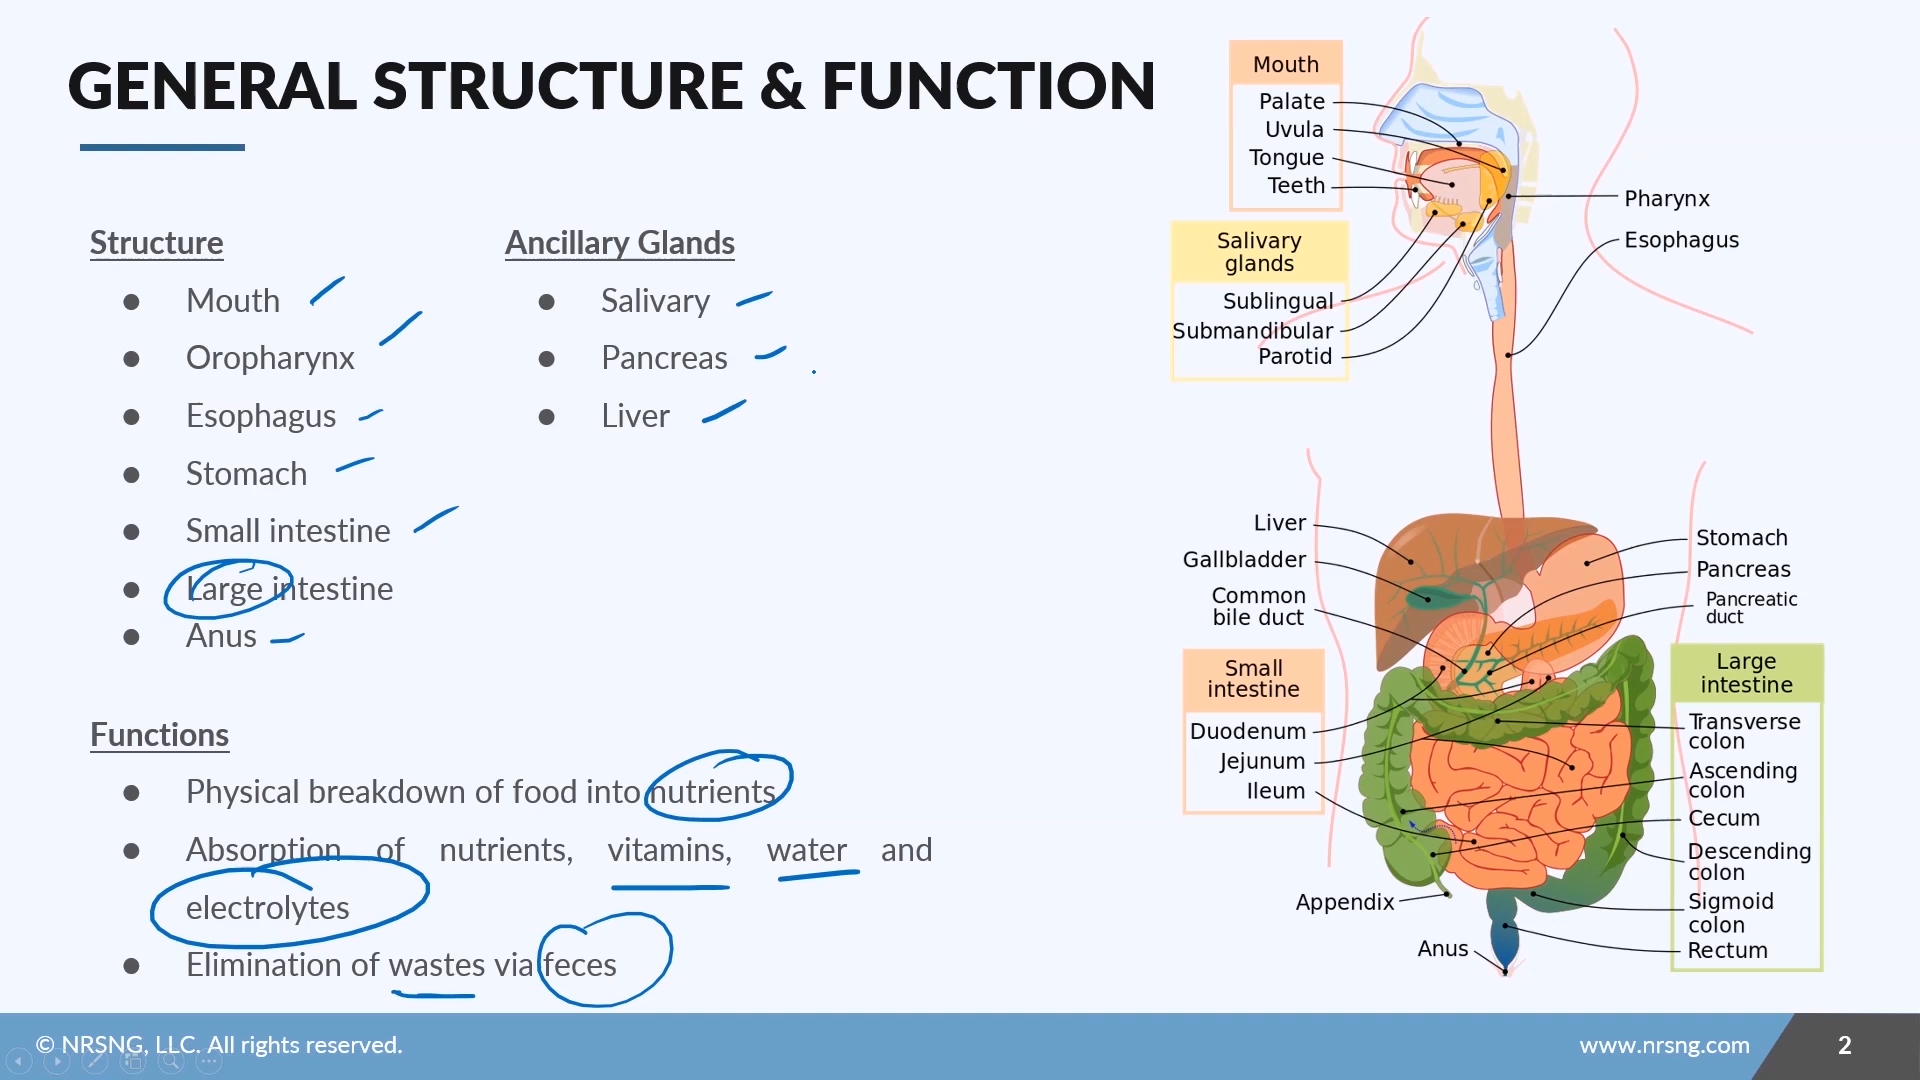 GENERAL STRUCTURE & FUNCTION
Structure
● Mouth
● Oropharynx
● Esophagus
● Stomach
● Small intestine
● Large intestine
● Anus
Ancillary Glands
● Salivary
● Pancreas
● Liver
Functions
● Physical breakdown of food into nutrients
● Absorption of nutrients, vitamins, water and
electrolytes
● Elimination of wastes via feces
Mouth
Palate
Uvula
Tongue
Teeth
Salivary
glands
Sublingual
Submandibular
Parotid
Pharynx
Esophagus
Liver
Gallbladder
Common
bile duct
Small
intestine
Duodenum
Jejunum
Ileum
Appendix
Anus
Stomach
Pancreas
Pancreatic
duct
Large
intestine
Transverse
colon
Ascending
colon
Cecum
Descending
colon
Sigmoid
colon
Rectum
© NRSNG, LLC. All rights reserved.
www.nrsng.com
2